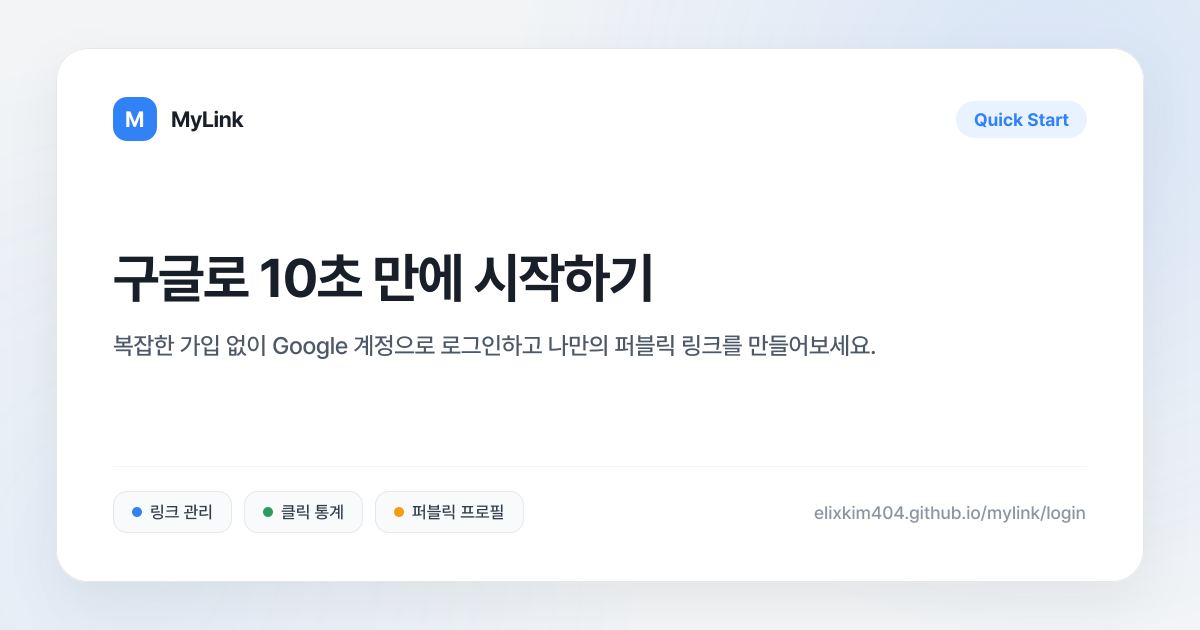 M MyLink
Quick Start
구글로 10초 만에 시작하기
복잡한 가입 없이 Google 계정으로 로그인하고 나만의 퍼블릭 링크를 만들어보세요.
링크 관리
클릭 통계
퍼블릭 프로필
elixkim404.github.io/mylink/login